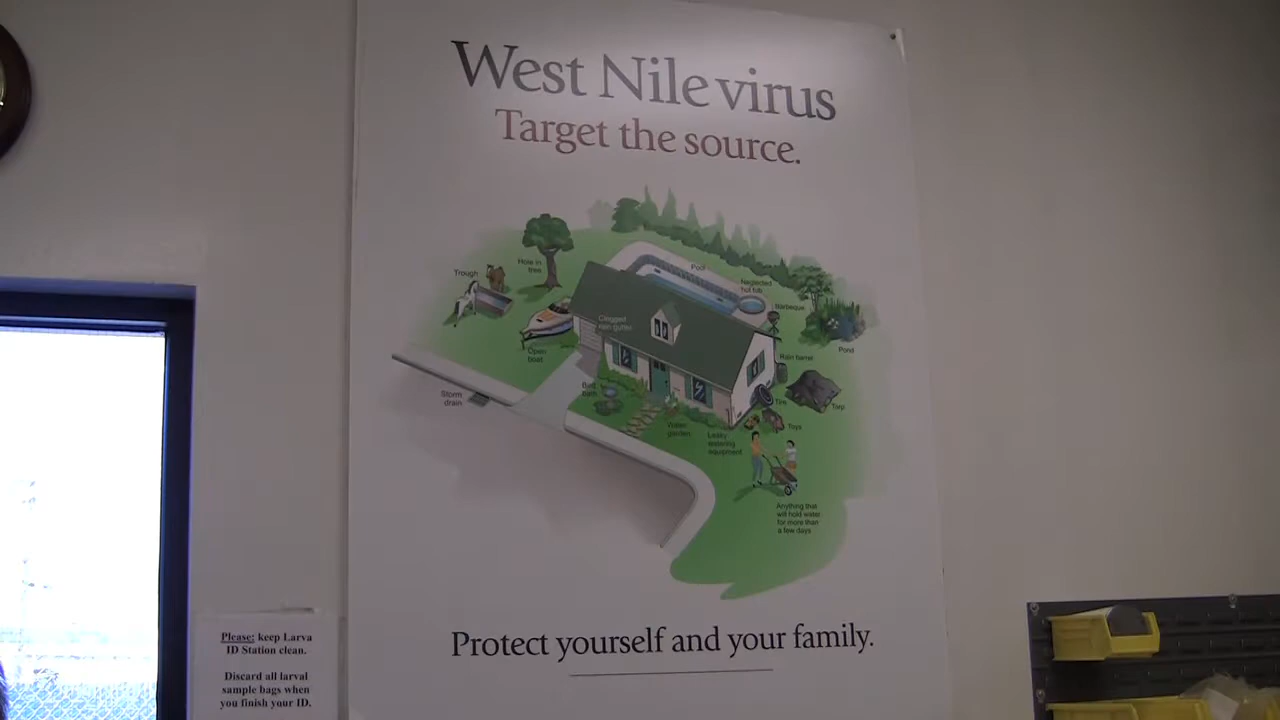 West Nile virus
Target the source.
Trough
Hole in
tree
Pool
Neglected
hot tub
Barbeque
Pond
Clogged
rain gutter
Open
boat
Rain barrel
Storm
drain
Bird
bath
Tire
Tarp
Toys
Water
garden
Leaky
watering
equipment
Anything that
will hold water
for more than
a few days
Protect yourself and your family.
Please: keep Larva
ID Station clean.
Discard all larval
sample bags when
you finish your ID.